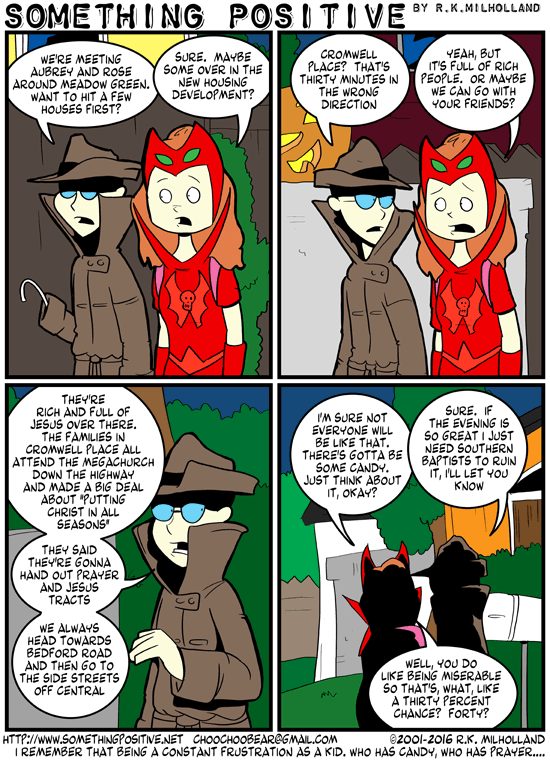 SOMETHING POSITIVE BY R.K.MILHOLLAND
WE'RE MEETING
AUBREY AND ROSE
AROUND MEADOW GREEN.
WANT TO HIT A FEW
HOUSES FIRST?
SURE. MAYBE
SOME OVER IN THE
NEW HOUSING
DEVELOPMENT?
CROMWELL
PLACE? THAT'S
THIRTY MINUTES IN
THE WRONG
DIRECTION
YEAH, BUT
IT'S FULL OF RICH
PEOPLE. OR MAYBE
WE CAN GO WITH
YOUR FRIENDS?
THEY'RE
RICH AND FULL OF
JESUS OVER THERE.
THE FAMILIES IN
CROMWELL PLACE ALL
ATTEND THE MEGACHURCH
DOWN THE HIGHWAY
AND MADE A BIG DEAL
ABOUT "PUTTING
CHRIST IN ALL
SEASONS"
THEY SAID
THEY'RE GONNA
HAND OUT PRAYER
AND JESUS
TRACTS
WE ALWAYS
HEAD TOWARDS
BEDFORD ROAD
AND THEN GO TO
THE SIDE STREETS
OFF CENTRAL
I'M SURE NOT
EVERYONE WILL
BE LIKE THAT.
THERE'S GOTTA BE
SOME CANDY.
JUST THINK ABOUT
IT, OKAY?
SURE. IF
THE EVENING IS
SO GREAT I JUST
NEED SOUTHERN
BAPTISTS TO RUIN
IT, I'LL LET YOU
KNOW
WELL, YOU DO
LIKE BEING MISERABLE
SO THAT'S, WHAT, LIKE
A THIRTY PERCENT
CHANCE? FORTY?
HTTP://WWW.SOMETHINGPOSITIVE.NET CHOOCHOOBEAR@GMAIL.COM ©2001-2016 R.K. MILHOLLAND
I REMEMBER THAT BEING A CONSTANT FRUSTRATION AS A KID. WHO HAS CANDY, WHO HAS PRAYER....